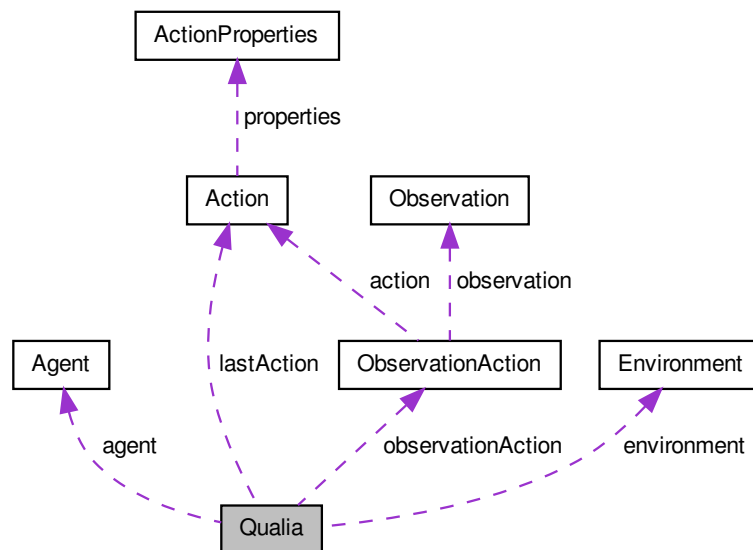 ActionProperties
properties
Action
Observation
action
observation
Agent
lastAction
ObservationAction
Environment
agent
observationAction
environment
Qualia